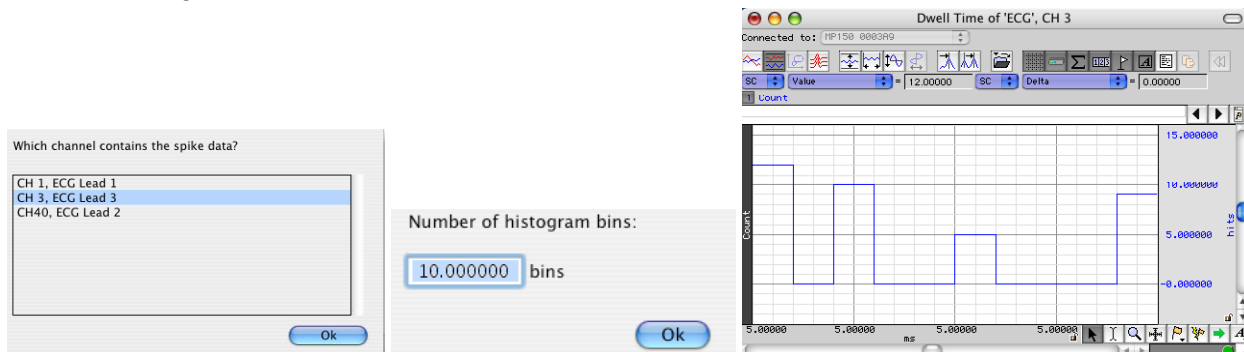 Which channel contains the spike data?
CH 1, ECG Lead 1
CH 3, ECG Lead 3
CH40, ECG Lead 2
Ok
Number of histogram bins:
10.000000 bins
Ok
Dwell Time of 'ECG', CH 3
Connected to: MP150 0003A9
SC Value = 12.00000 SC Delta = 0.00000
1 Count
15.000000
10.000000
5.000000
-0.000000
Count
hits
5.00000 5.00000 5.00000 5.00000
ms